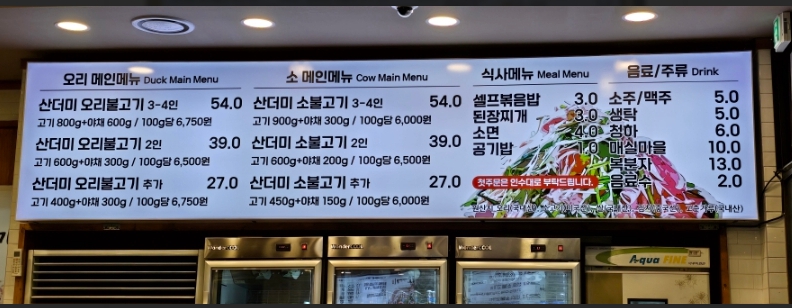 오리 메인메뉴 Duck Main Menu
산더미 오리불고기 3-4인 54.0
고기 800g+야채 600g / 100g당 6,750원
산더미 오리불고기 2인 39.0
고기 600g+야채 300g / 100g당 6,500원
산더미 오리불고기 추가 27.0
고기 400g+야채 300g / 100g당 6,750원
소 메인메뉴 Cow Main Menu
산더미 소불고기 3-4인 54.0
고기 900g+야채 300g / 100g당 6,000원
산더미 소불고기 2인 39.0
고기 600g+야채 200g / 100g당 6,500원
산더미 소불고기 추가 27.0
고기 450g+야채 150g / 100g당 6,000원
식사메뉴 Meal Menu
셀프볶음밥 3.0
된장찌개 3.0
소면 4.0
공기밥 1.0
첫주문은 인수대로 부탁드립니다.
음료/주류 Drink
소주/맥주 5.0
생탁 5.0
청하 6.0
매실마을 10.0
복분자 13.0
음료수 2.0
A-qua FINE